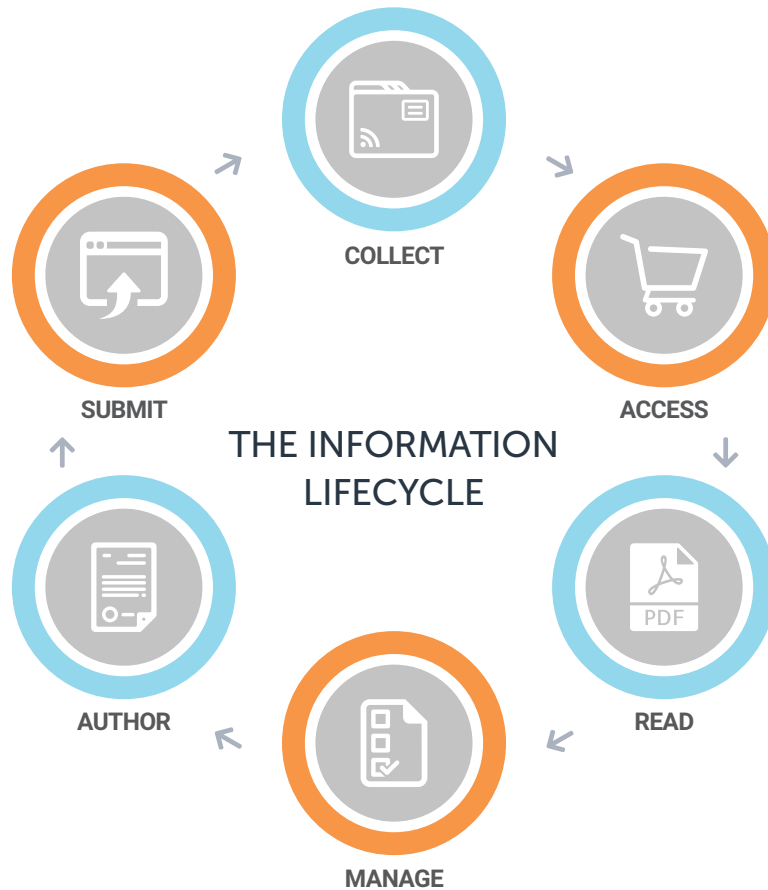 COLLECT
SUBMIT
ACCESS
THE INFORMATION
LIFECYCLE
PDF
AUTHOR
READ
MANAGE